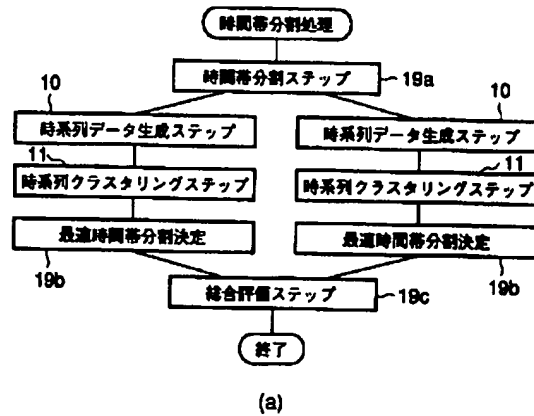 時間帯分割処理
時間帯分割ステップ
19a
10
10
時系列データ生成ステップ
時系列データ生成ステップ
11
11
時系列クラスタリングステップ
時系列クラスタリングステップ
最適時間帯分割決定
最適時間帯分割決定
19b
19b
総合評価ステップ
19c
終了
(a)